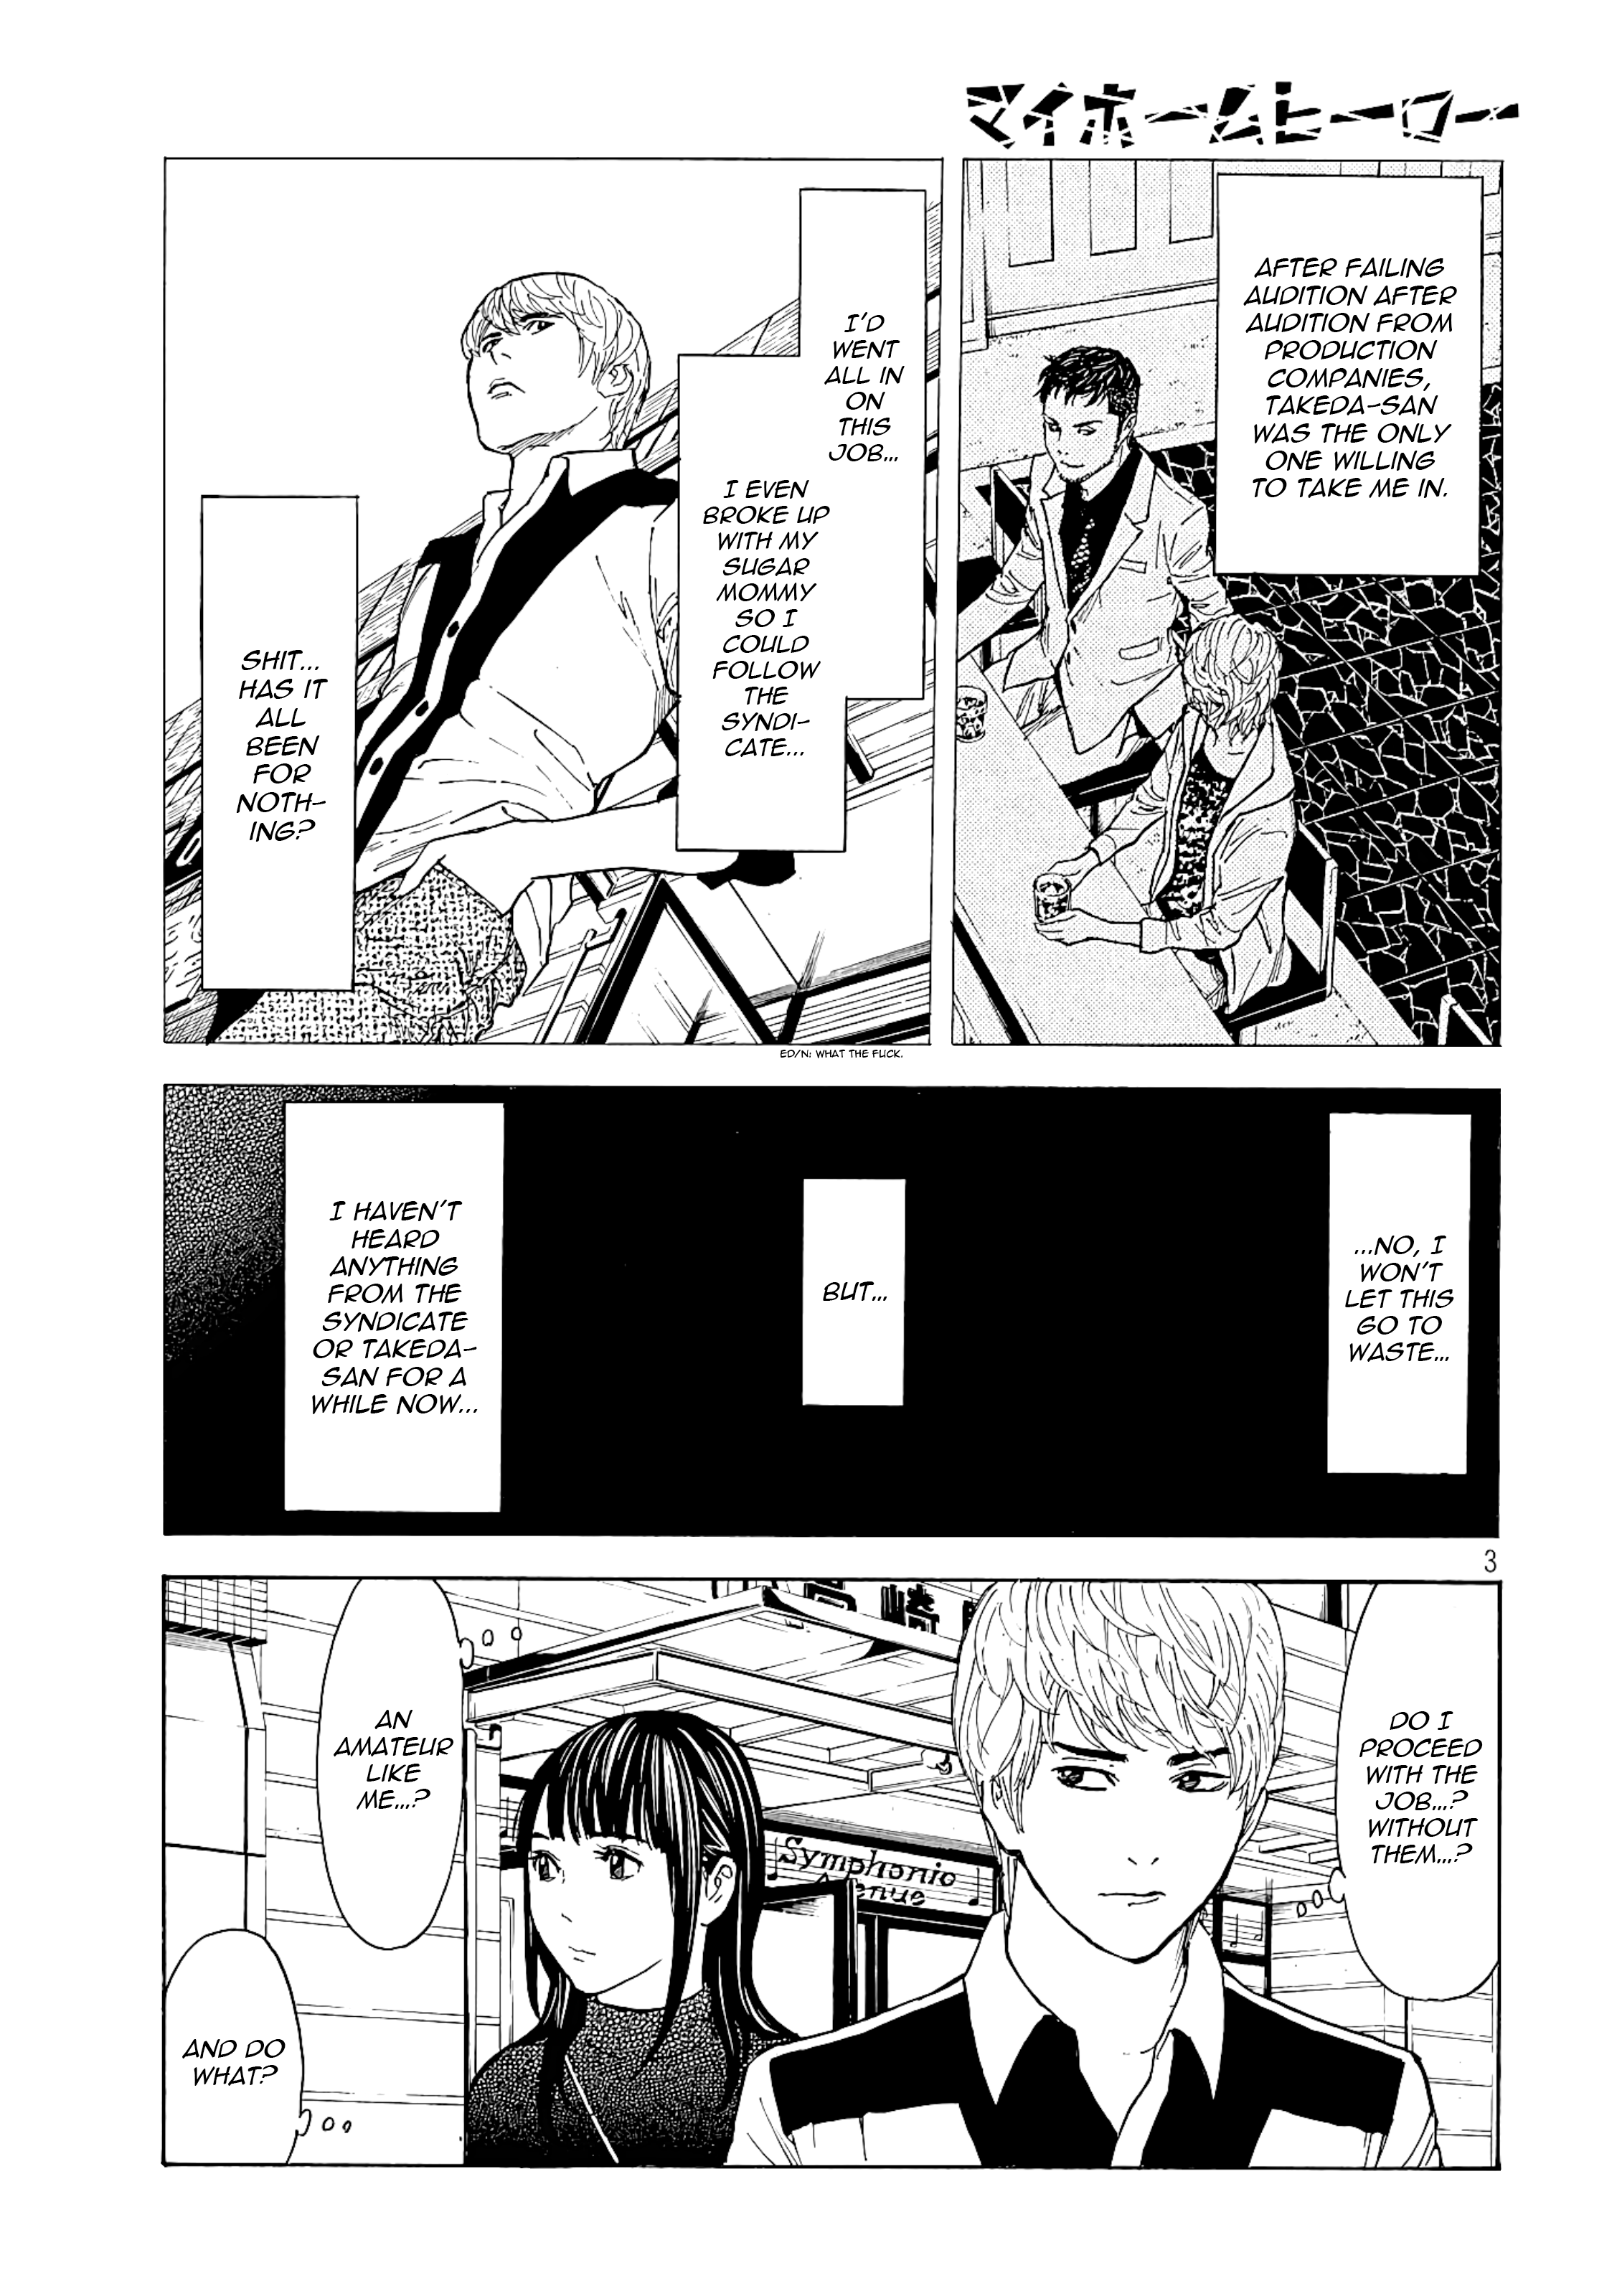 マイホームヒーロー
AFTER FAILING
AUDITION AFTER
AUDITION FROM
PRODUCTION
COMPANIES,
TAKEDA-SAN
WAS THE ONLY
ONE WILLING
TO TAKE ME IN.
I'D
WENT
ALL IN
ON
THIS
JOB...
I EVEN
BROKE UP
WITH MY
SUGAR
MOMMY
SO I
COULD
FOLLOW
THE
SYNDI-
CATE...
SHIT...
HAS IT
ALL
BEEN
FOR
NOTH-
ING?
ED/N: WHAT THE FUCK.
...NO, I
WON'T
LET THIS
GO TO
WASTE...
BUT...
I HAVEN'T
HEARD
ANYTHING
FROM THE
SYNDICATE
OR TAKEDA-
SAN FOR A
WHILE NOW...
3
DO I
PROCEED
WITH THE
JOB...?
WITHOUT
THEM...?
Symphonic
Avenue
AN
AMATEUR
LIKE
ME...?
AND DO
WHAT?